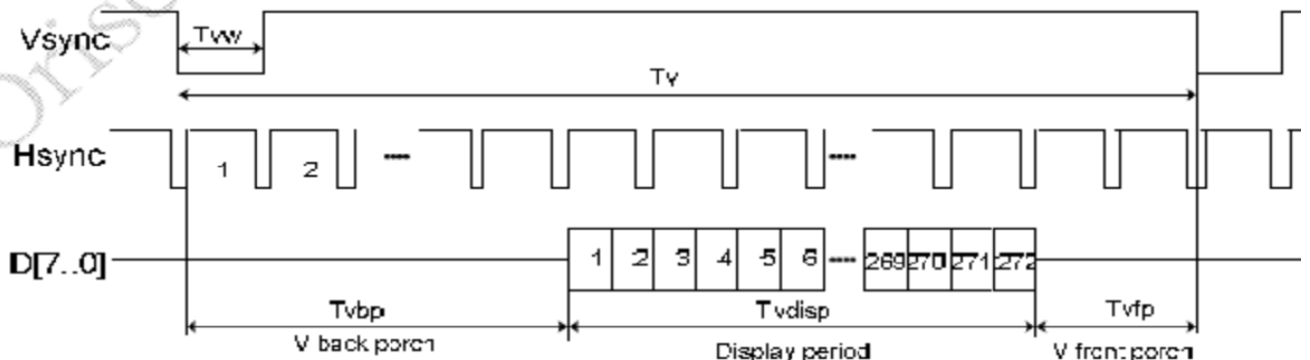 Orise
Vsync
Tvw
Tv
Hsync
1 2 ---- ----
D[7..0]
1 2 3 4 5 6 ---- 269 270 271 272
Tvbp Tvdisp Tvfp
V back porch Display period V front porch